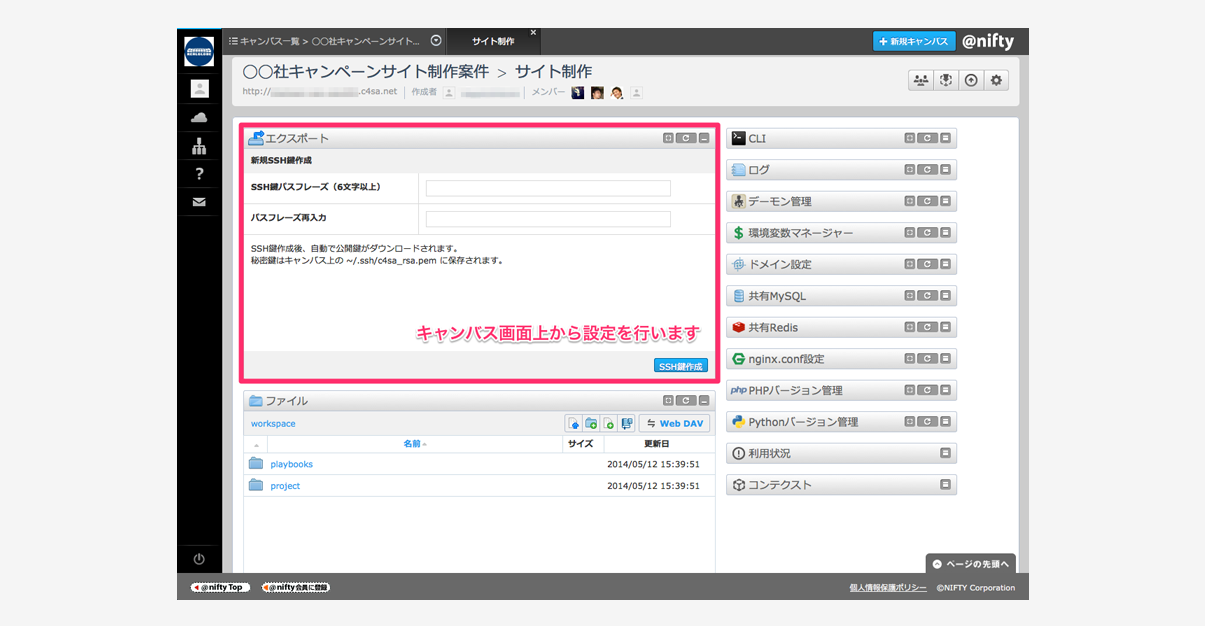 キャンバス一覧 > 〇〇社キャンペーンサイト...
サイト制作
新規キャンバス
@nifty
〇〇社キャンペーンサイト制作案件 > サイト制作
http://
.c4sa.net
作成者
メンバー
エクスポート
新規SSH鍵作成
SSH鍵パスフレーズ（6文字以上）
パスフレーズ再入力
SSH鍵作成後、自動で公開鍵がダウンロードされます。
秘密鍵はキャンバス上の ~/.ssh/c4sa_rsa.pem に保存されます。
キャンバス画面上から設定を行います
SSH鍵作成
ファイル
workspace
Web DAV
名前
サイズ
更新日
playbooks
2014/05/12 15:39:51
project
2014/05/12 15:39:51
CLI
ログ
デーモン管理
環境変数マネージャー
ドメイン設定
共有MySQL
共有Redis
nginx.conf設定
php PHPバージョン管理
Pythonバージョン管理
利用状況
コンテクスト
ページの先頭へ
@nifty Top
@nifty会員に登録
個人情報保護ポリシー
©NIFTY Corporation